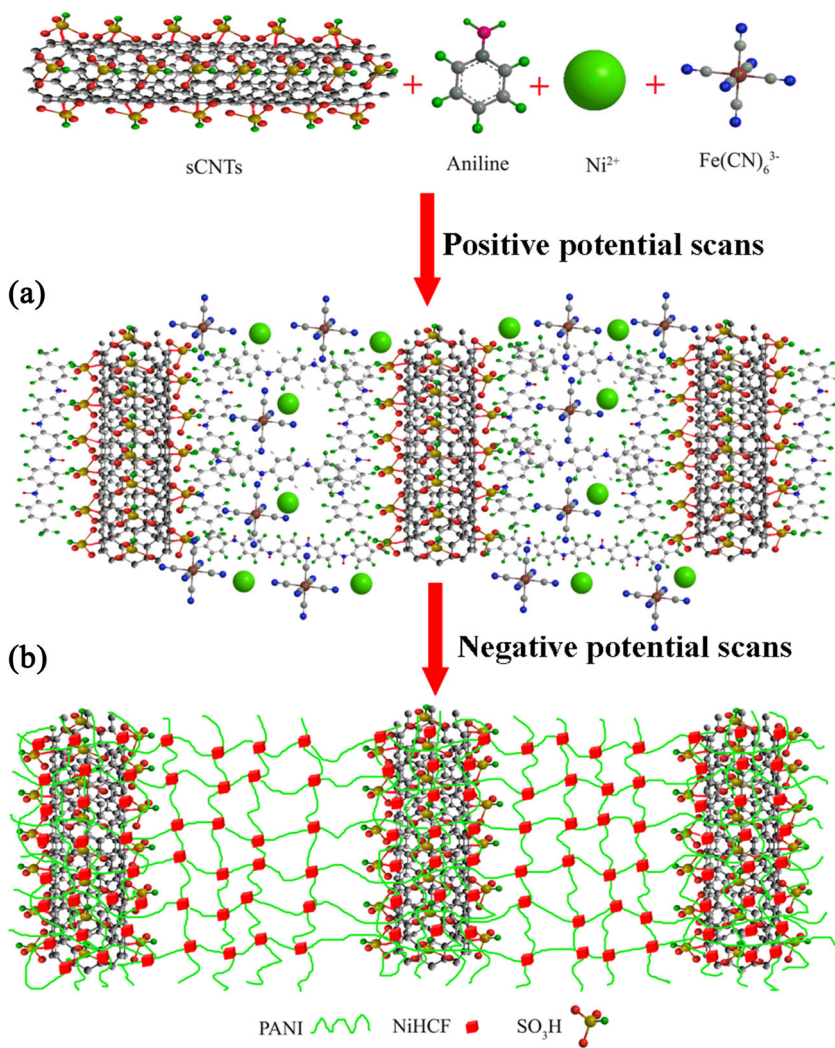 + + +
sCNTs Aniline Ni²⁺ Fe(CN)₆³⁻
Positive potential scans
(a)
Negative potential scans
(b)
PANI NiHCF SO₃H